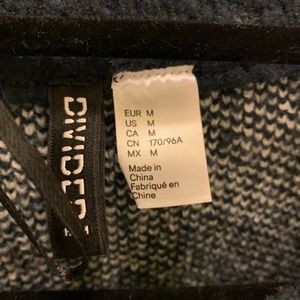 DIVIDED
EUR M
US M
CA M
CN 170/96A
MX M
Made in
China
Fabriqué en
Chine